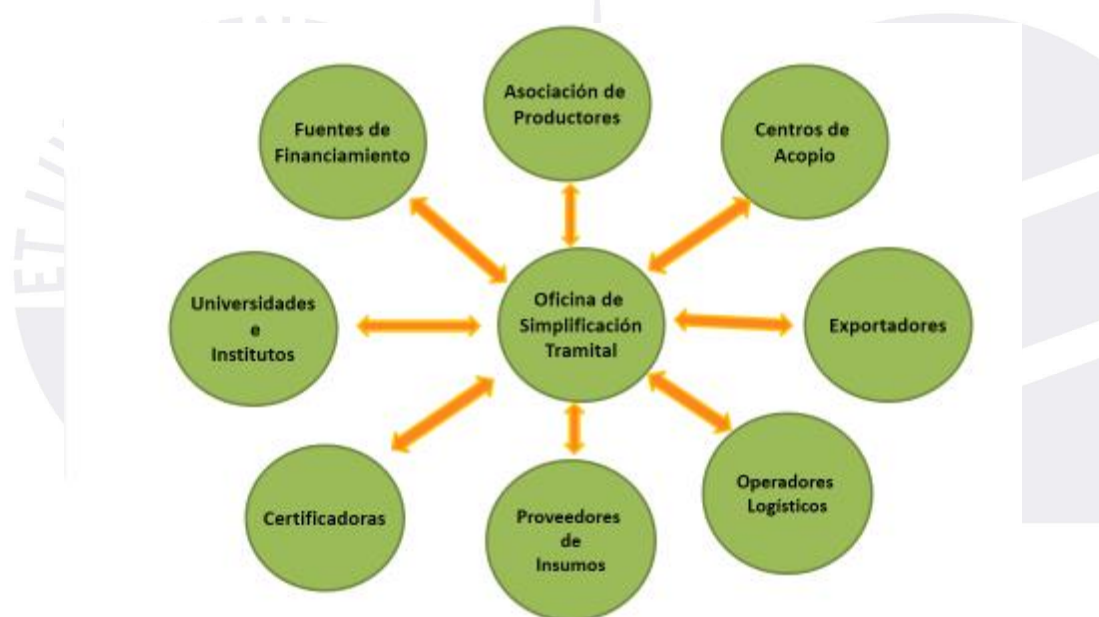 Asociación de
Productores
Fuentes de
Financiamiento
Centros de
Acopio
Universidades
e
Institutos
Oficina de
Simplificación
Tramital
Exportadores
Certificadoras
Proveedores
de
Insumos
Operadores
Logísticos